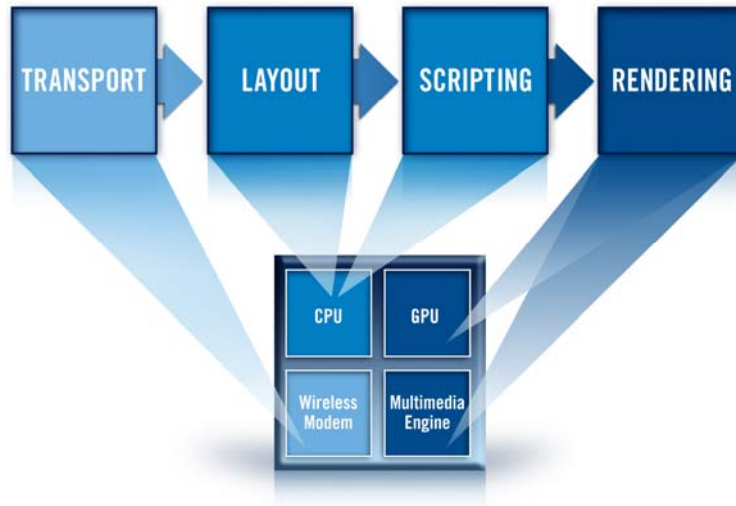 TRANSPORT
LAYOUT
SCRIPTING
RENDERING
CPU
GPU
Wireless
Modem
Multimedia
Engine